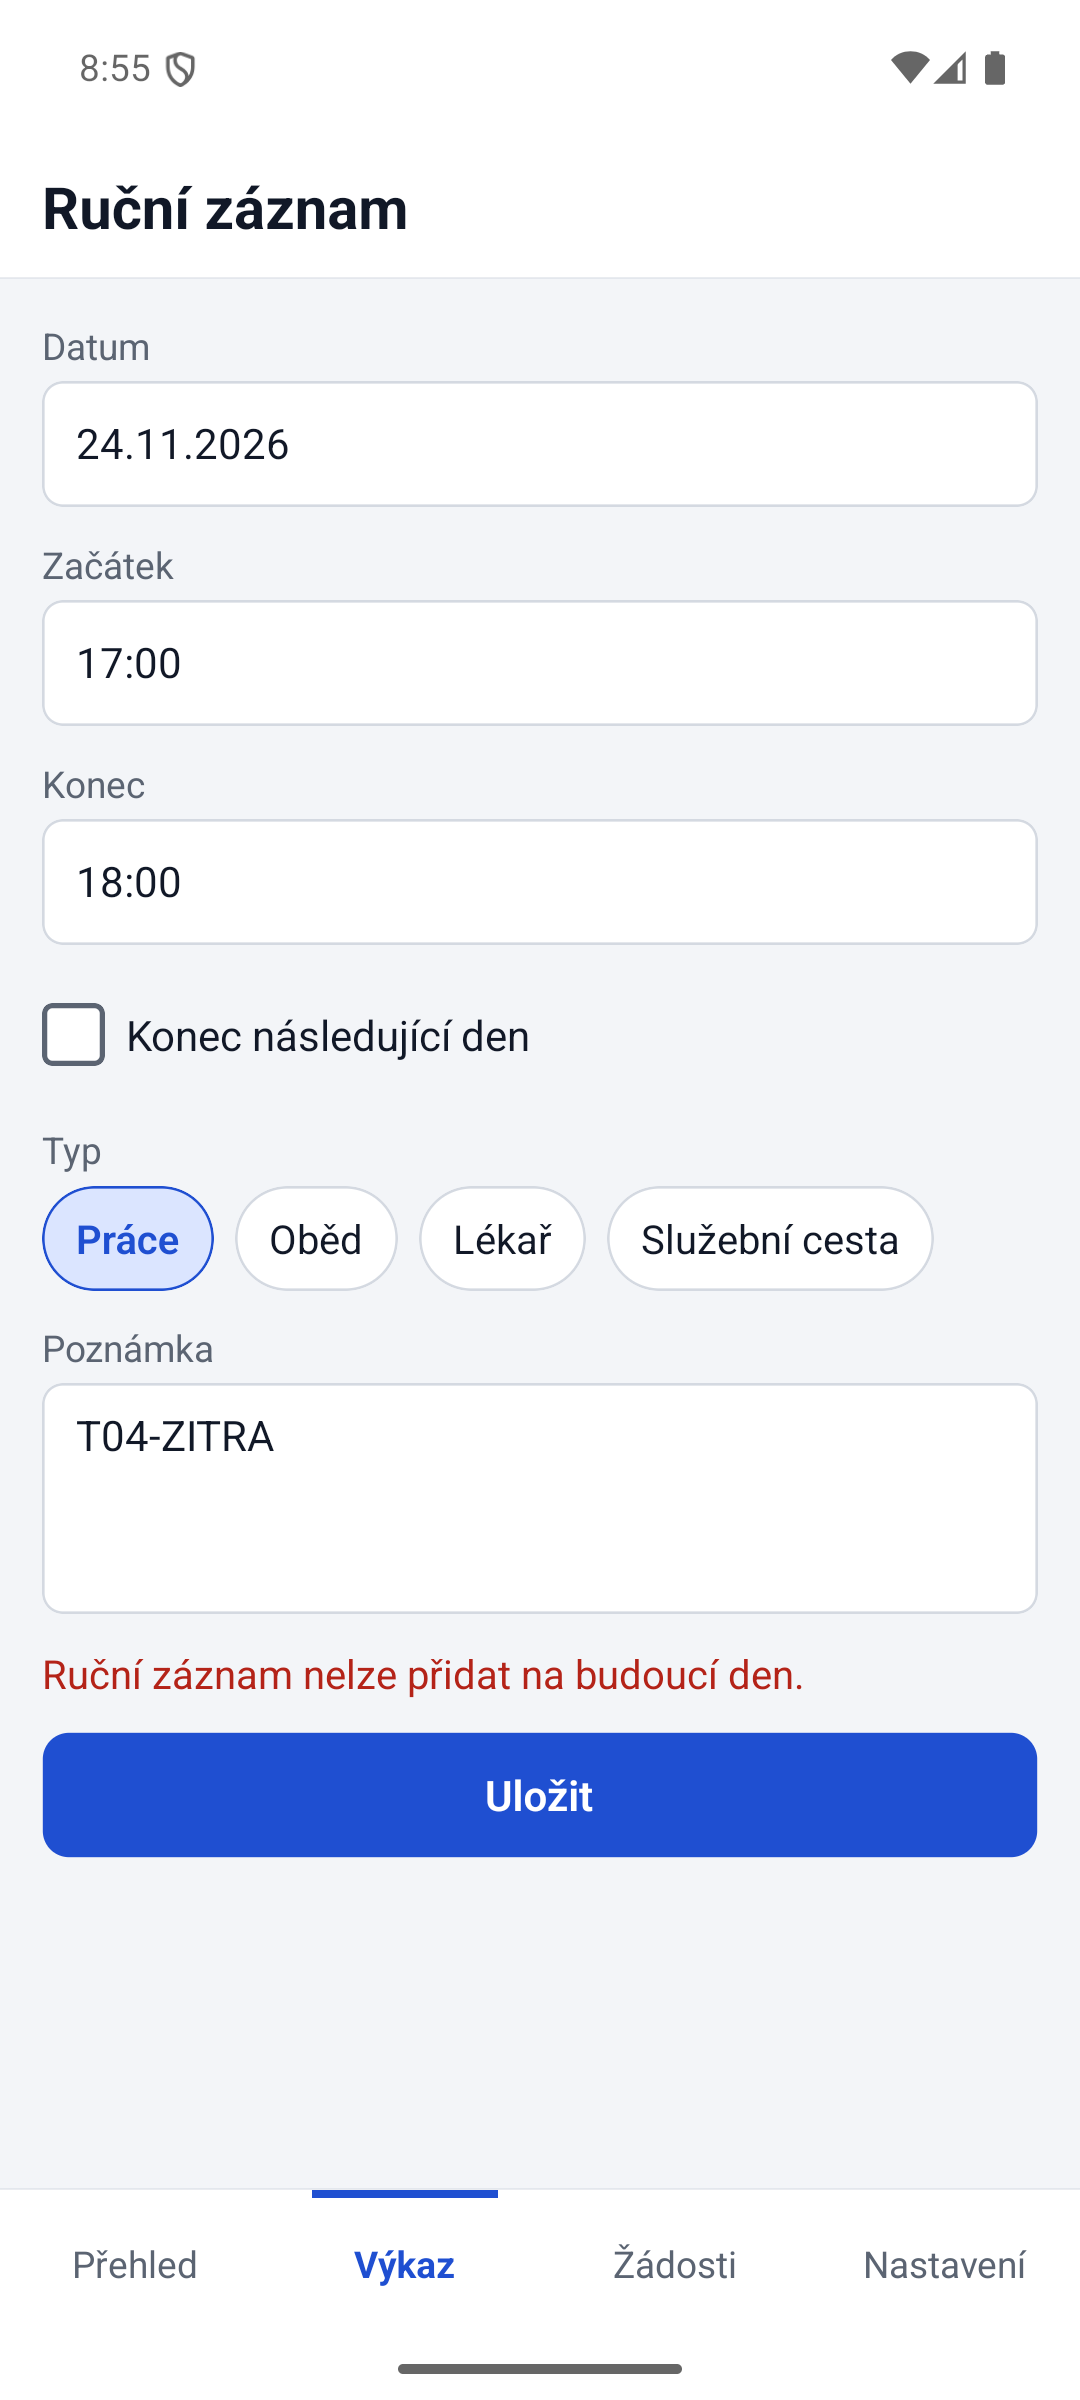 8:55
Ruční záznam
Datum
24.11.2026
Začátek
17:00
Konec
18:00
Konec následující den
Typ
Práce Oběd Lékař Služební cesta
Poznámka
T04-ZITRA
Ruční záznam nelze přidat na budoucí den.
Uložit
Přehled Výkaz Žádosti Nastavení